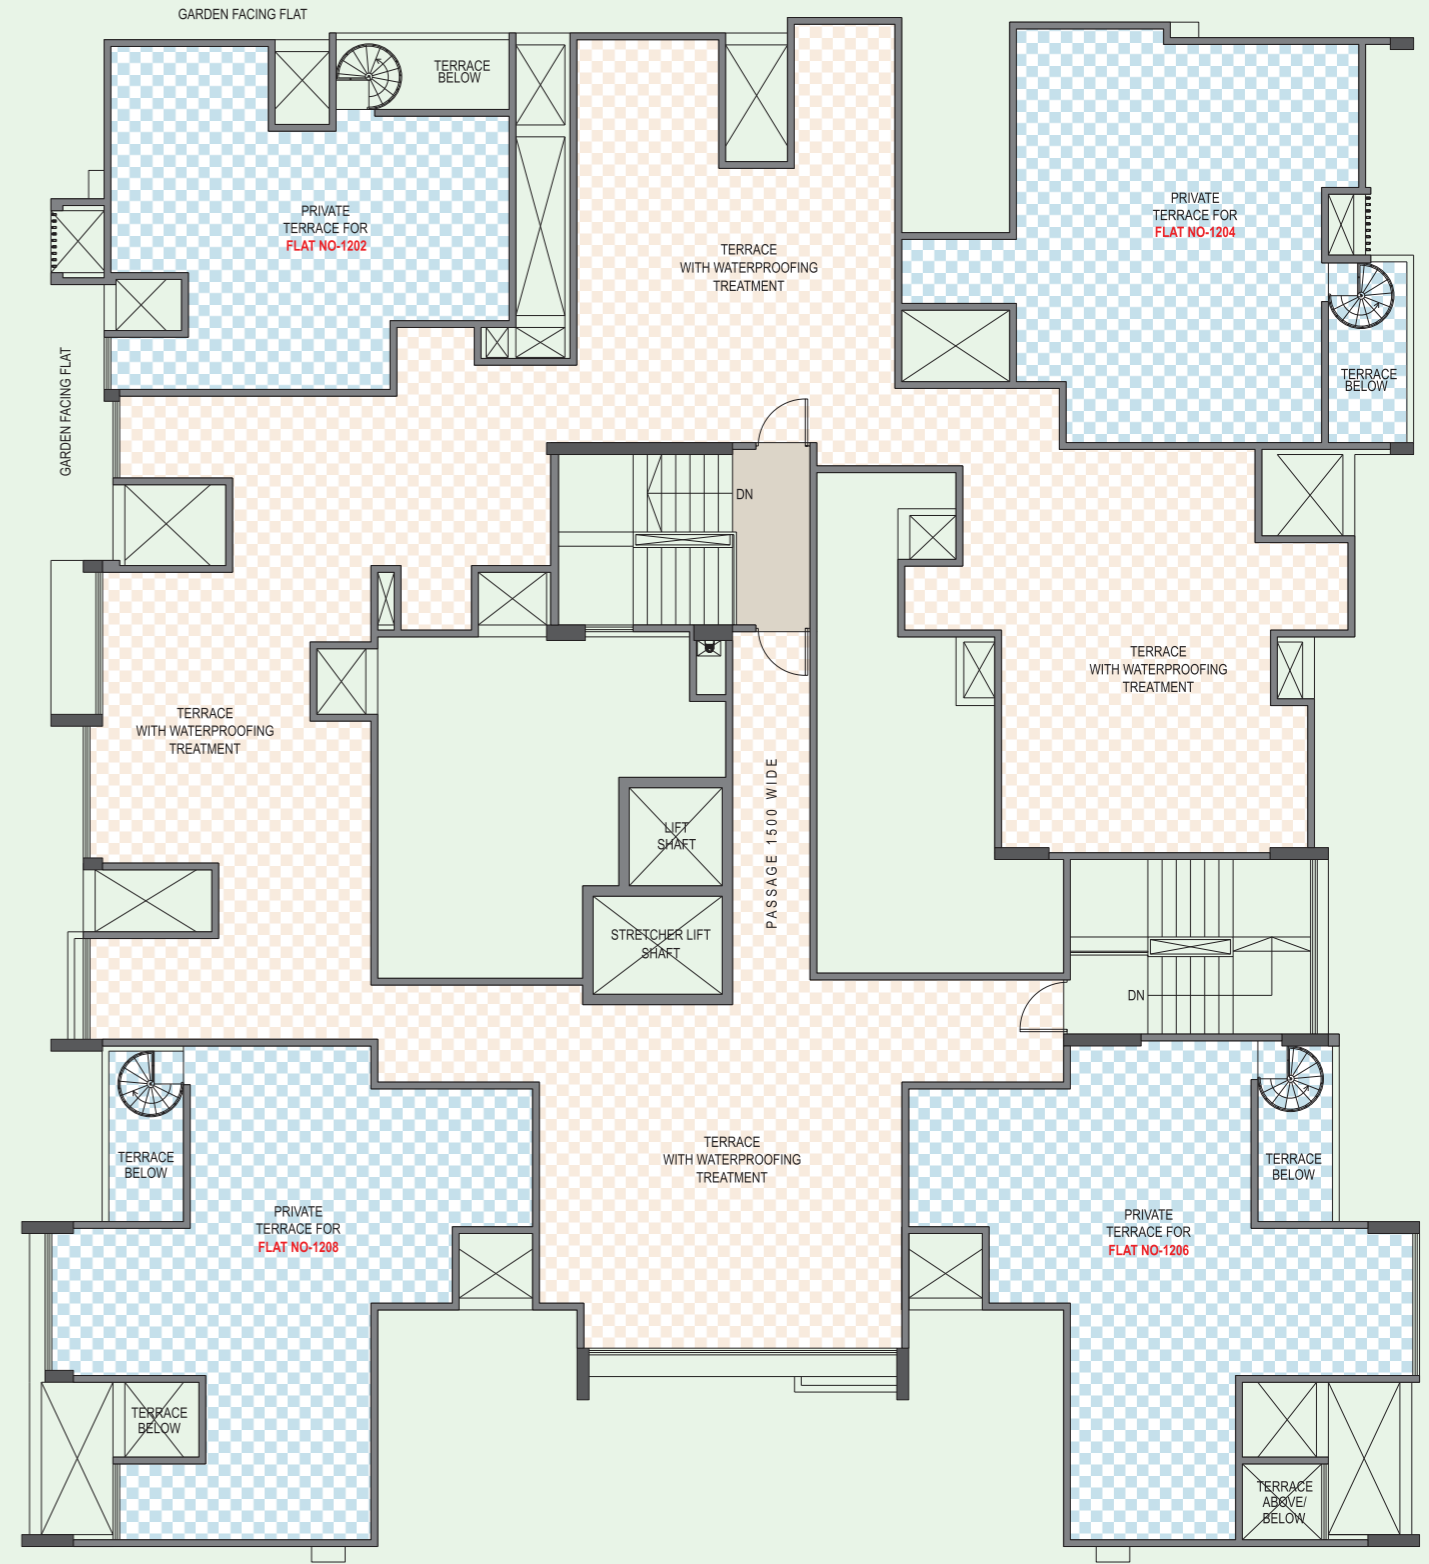 GARDEN FACING FLAT
TERRACE
BELOW
PRIVATE
TERRACE FOR
FLAT NO-1202
TERRACE
WITH WATERPROOFING
TREATMENT
PRIVATE
TERRACE FOR
FLAT NO-1204
TERRACE
BELOW
GARDEN FACING FLAT
DN
TERRACE
WITH WATERPROOFING
TREATMENT
TERRACE
WITH WATERPROOFING
TREATMENT
PASSAGE 1500 WIDE
LIFT
SHAFT
STRETCHER LIFT
SHAFT
DN
TERRACE
BELOW
TERRACE
WITH WATERPROOFING
TREATMENT
TERRACE
BELOW
PRIVATE
TERRACE FOR
FLAT NO-1208
PRIVATE
TERRACE FOR
FLAT NO-1206
TERRACE
BELOW
TERRACE
ABOVE/
BELOW